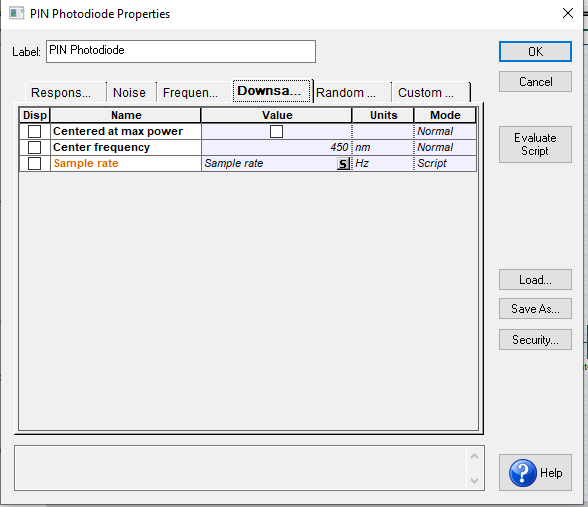 PIN Photodiode Properties
Label: PIN Photodiode
OK
Cancel
Evaluate
Script
Respons... Noise Frequen... Downsa... Random ... Custom ...
Disp Name Value Units Mode
Centered at max power Normal
Center frequency 450 nm Normal
Sample rate Sample rate S Hz Script
Load...
Save As...
Security...
? Help